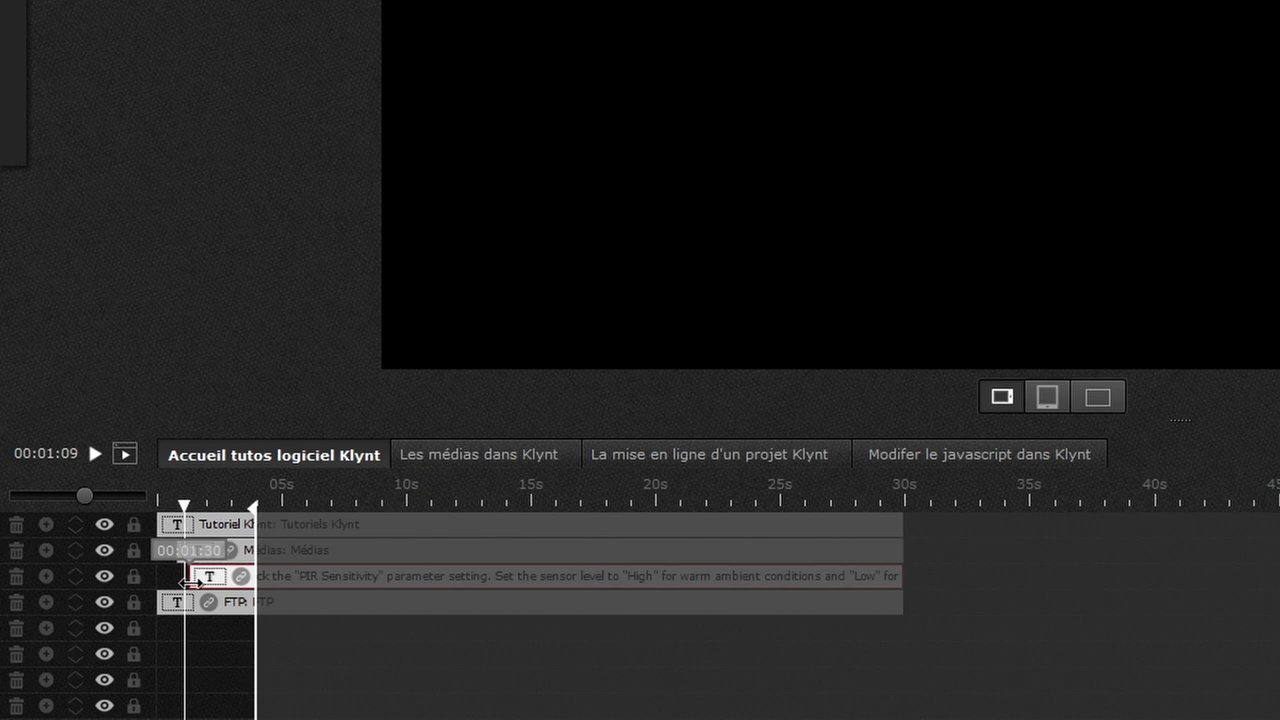 00:01:09
Accueil tutos logiciel Klynt
Les médias dans Klynt
La mise en ligne d'un projet Klynt
Modifer le javascript dans Klynt
05s 10s 15s 20s 25s 30s 35s 40s
T Tutoriel Klynt: Tutoriels Klynt
00:01:30 Médias: Médias
T ck the "PIR Sensitivity" parameter setting. Set the sensor level to "High" for warm ambient conditions and "Low" for
T FTP: FTP